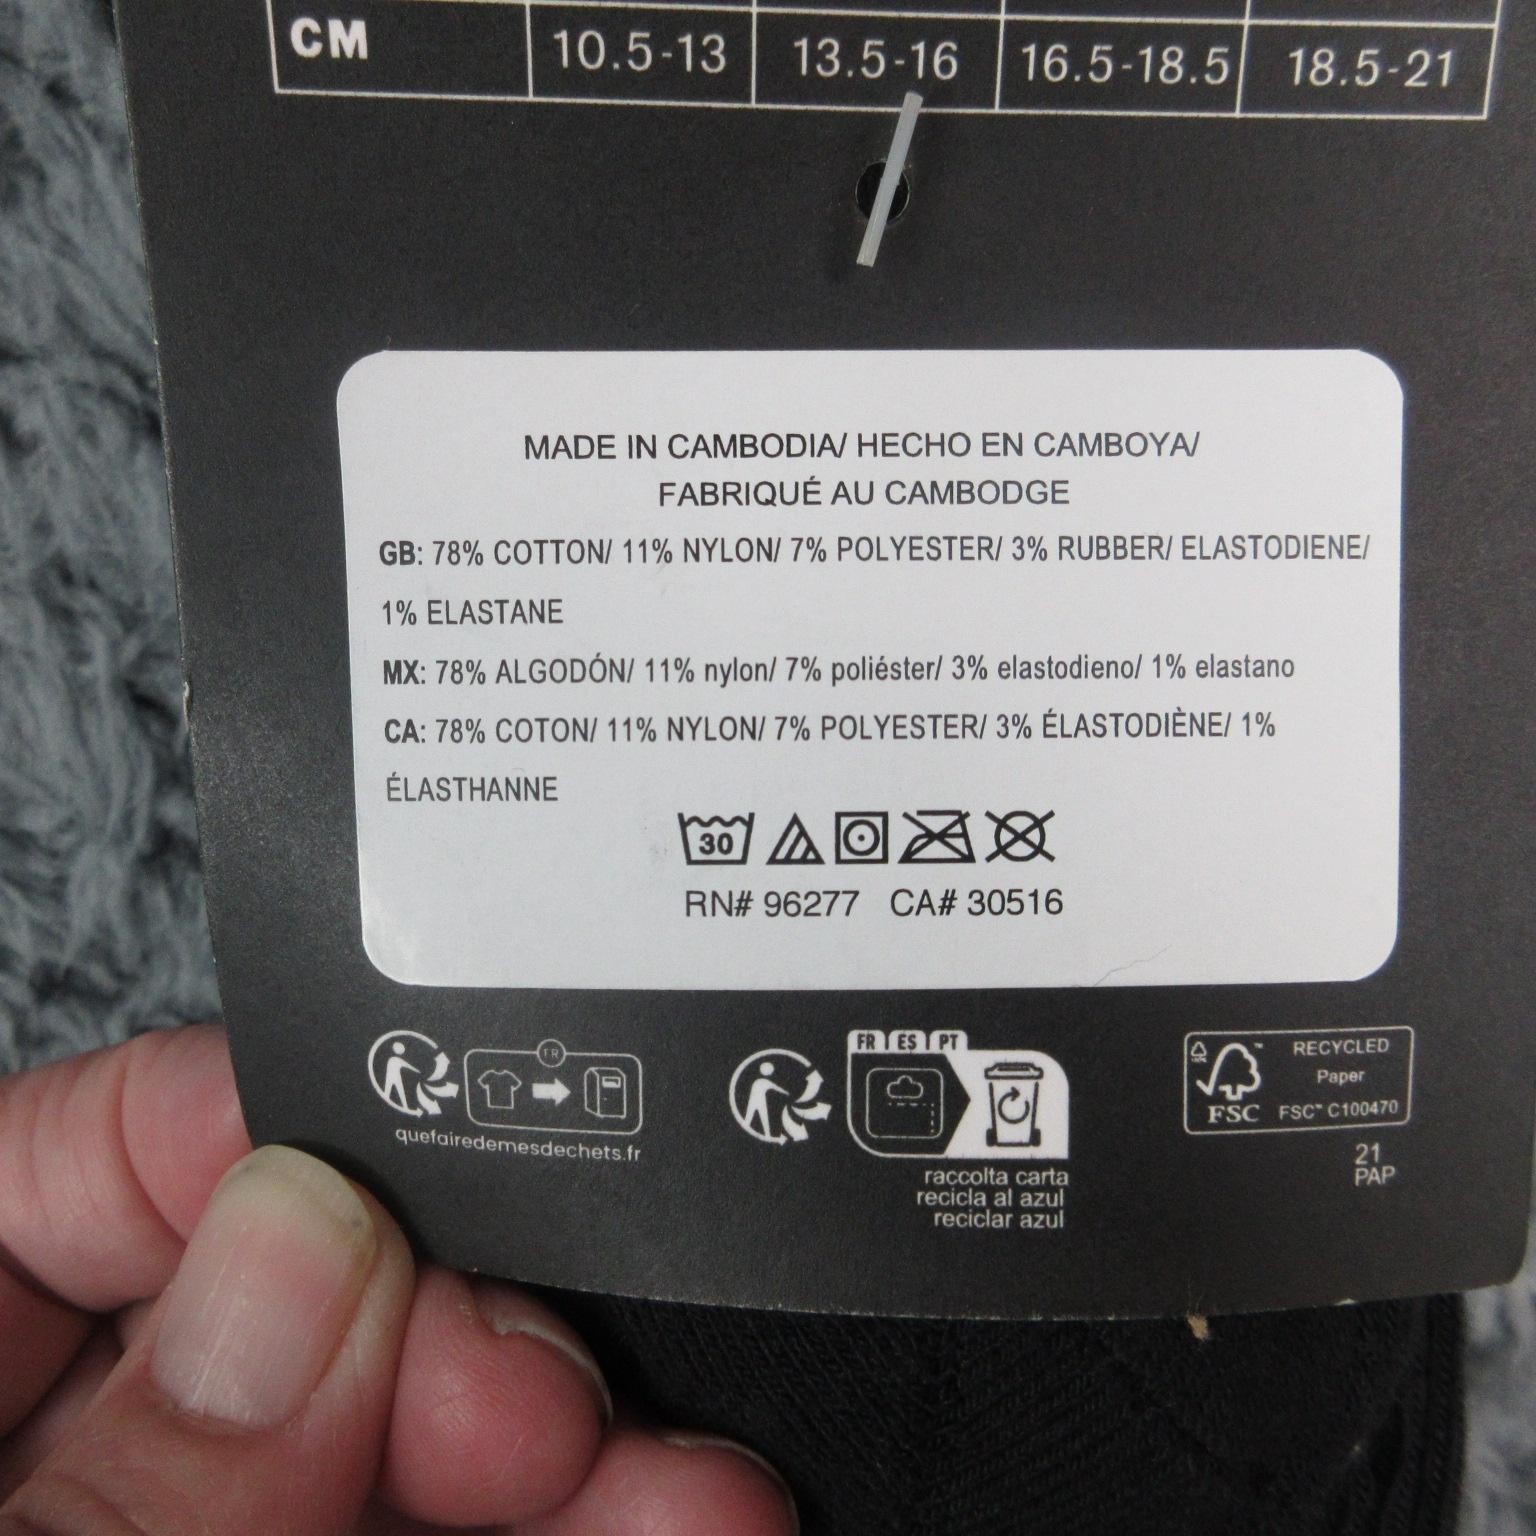 CM 10.5-13 13.5-16 16.5-18.5 18.5-21
MADE IN CAMBODIA/ HECHO EN CAMBOYA/
FABRIQUÉ AU CAMBODGE
GB: 78% COTTON/ 11% NYLON/ 7% POLYESTER/ 3% RUBBER/ ELASTODIENE/
1% ELASTANE
MX: 78% ALGODÓN/ 11% nylon/ 7% poliéster/ 3% elastodieno/ 1% elastano
CA: 78% COTON/ 11% NYLON/ 7% POLYESTER/ 3% ÉLASTODIÈNE/ 1%
ÉLASTHANNE
30
RN# 96277 CA# 30516
FR
quefairedemesdechets.fr
FR ES PT
raccolta carta
recicla al azul
reciclar azul
RECYCLED
Paper
FSC FSC™ C100470
21
PAP